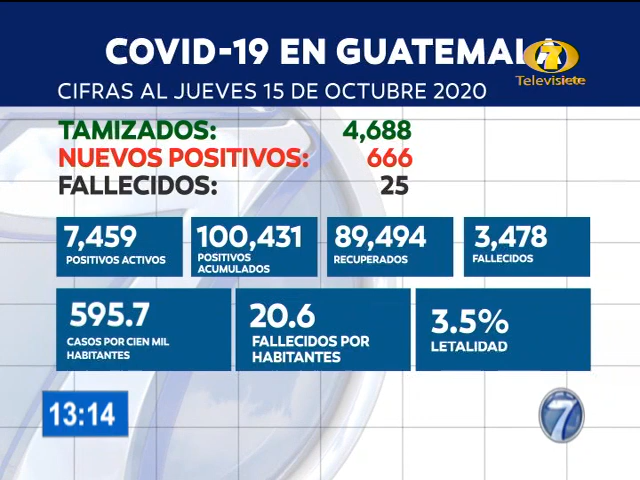 COVID-19 EN GUATEMALA
Televisiete
CIFRAS AL JUEVES 15 DE OCTUBRE 2020
TAMIZADOS: 4,688
NUEVOS POSITIVOS: 666
FALLECIDOS: 25
7,459
POSITIVOS ACTIVOS
100,431
POSITIVOS
ACUMULADOS
89,494
RECUPERADOS
3,478
FALLECIDOS
595.7
CASOS POR CIEN MIL
HABITANTES
20.6
FALLECIDOS POR
HABITANTES
3.5%
LETALIDAD
13:14
7